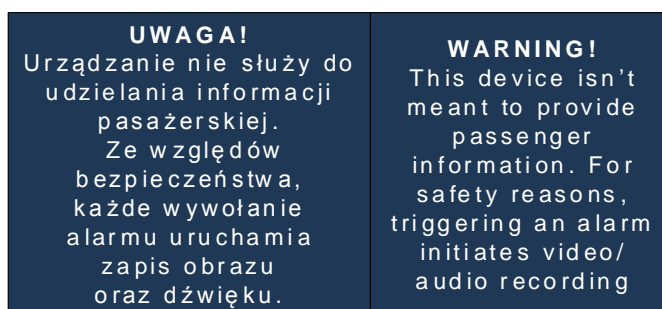 UWAGA!
Urządzanie nie służy do
udzielania informacji
pasażerskiej.
Ze względów
bezpieczeństwa,
każde wywołanie
alarmu uruchamia
zapis obrazu
oraz dźwięku.
WARNING!
This device isn't
meant to provide
passenger
information. For
safety reasons,
triggering an alarm
initiates video/
audio recording